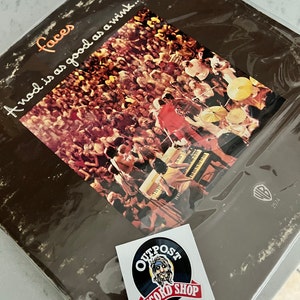 Faces
A nod is as good as a wink...
OUTPOST
RECORD SHOP